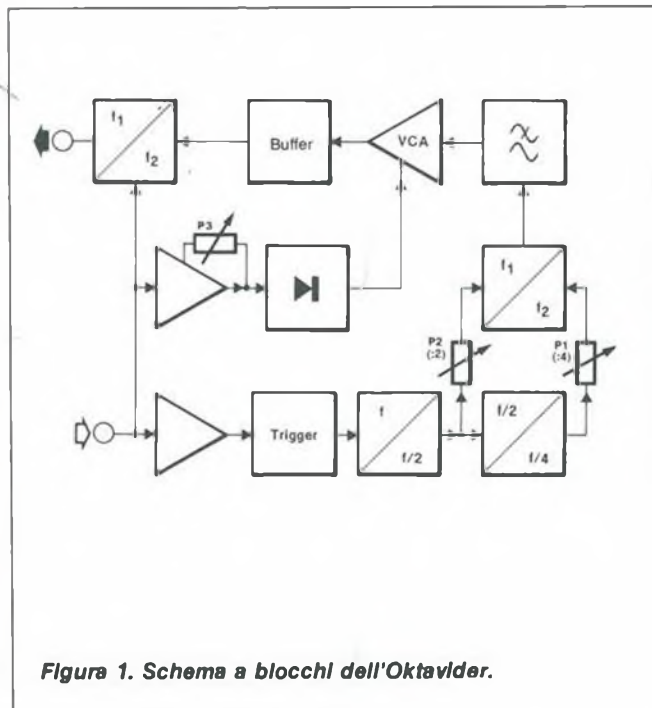 f1
f2
Buffer
VCA
P3
f1
f2
P2
(:2)
P1
(:4)
Trigger
f
f/2
f/2
f/4
Figura 1. Schema a blocchi dell'Oktavider.